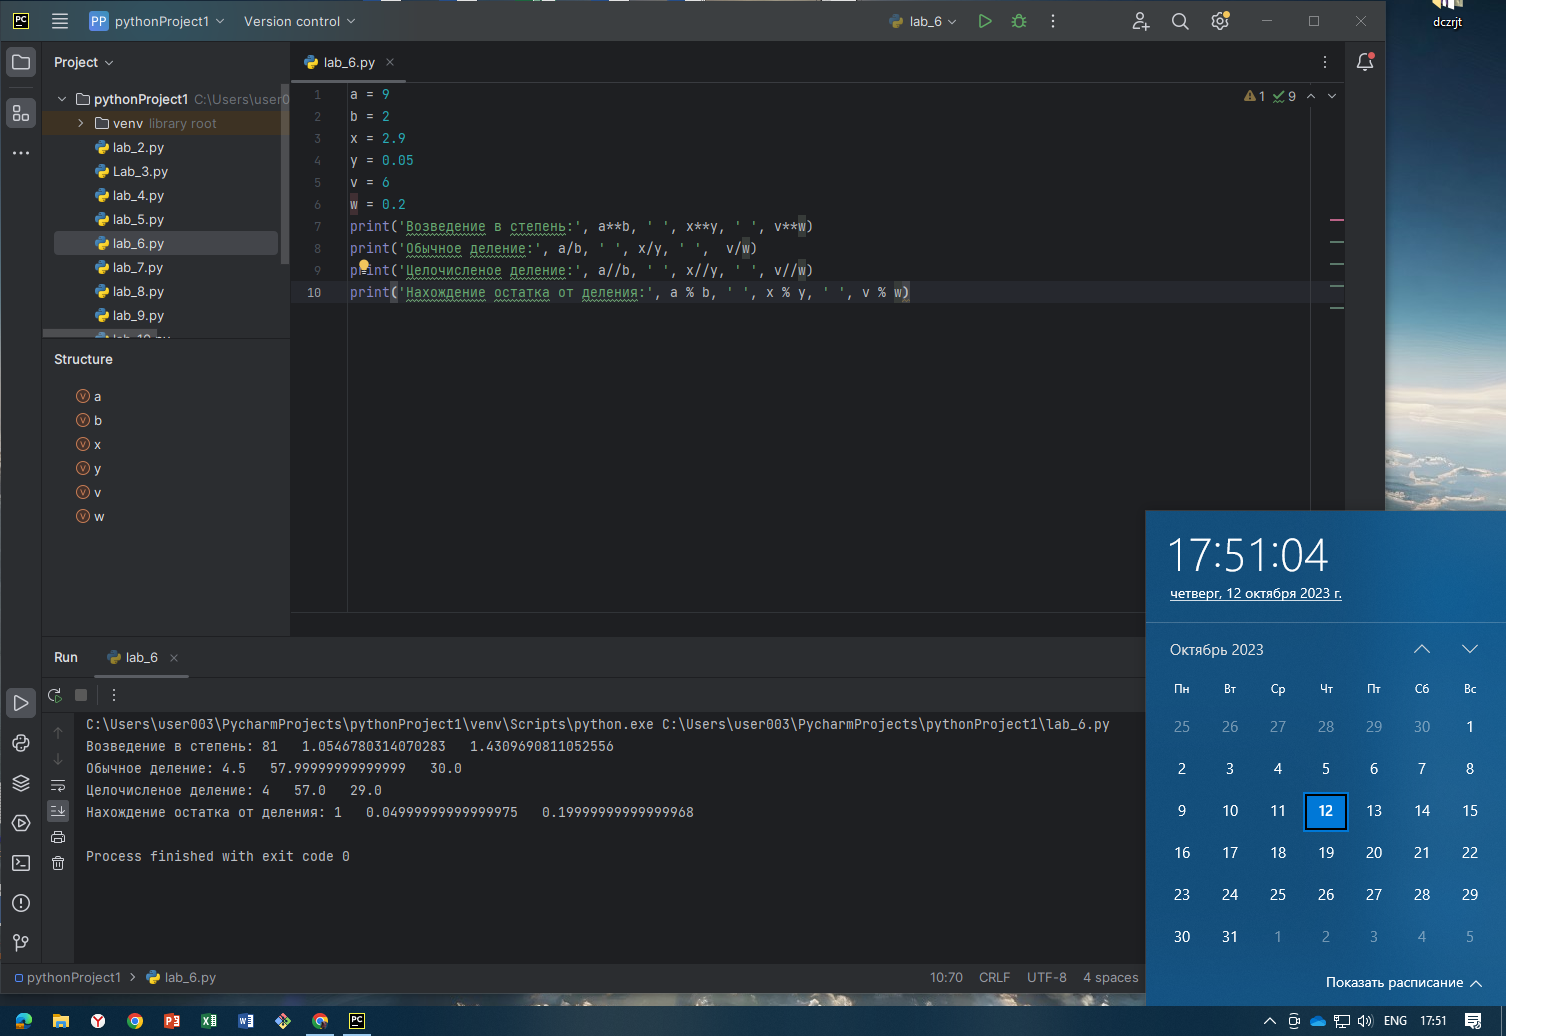 PC PP pythonProject1 Version control lab_6
dczrjt
Project
lab_6.py
pythonProject1 C:\Users\user0
venv library root
lab_2.py
Lab_3.py
lab_4.py
lab_5.py
lab_6.py
lab_7.py
lab_8.py
lab_9.py
1 a = 9
2 b = 2
3 x = 2.9
4 y = 0.05
5 v = 6
6 w = 0.2
7 print('Возведение в степень:', a**b, ' ', x**y, ' ', v**w)
8 print('Обычное деление:', a/b, ' ', x/y, ' ',  v/w)
9 print('Целочисленое деление:', a//b, ' ', x//y, ' ', v//w)
10 print('Нахождение остатка от деления:', a % b, ' ', x % y, ' ', v % w)
1 9
Structure
v a
v b
v x
v y
v v
v w
Run lab_6
C:\Users\user003\PycharmProjects\pythonProject1\venv\Scripts\python.exe C:\Users\user003\PycharmProjects\pythonProject1\lab_6.py
Возведение в степень: 81   1.0546780314070283   1.4309690811052556
Обычное деление: 4.5   57.99999999999999   30.0
Целочисленое деление: 4   57.0   29.0
Нахождение остатка от деления: 1   0.04999999999999975   0.19999999999999968
Process finished with exit code 0
pythonProject1 > lab_6.py
10:70 CRLF UTF-8 4 spaces
17:51:04
четверг, 12 октября 2023 г.
Октябрь 2023
Пн Вт Ср Чт Пт Сб Вс
25 26 27 28 29 30 1
2 3 4 5 6 7 8
9 10 11 12 13 14 15
16 17 18 19 20 21 22
23 24 25 26 27 28 29
30 31 1 2 3 4 5
Показать расписание
PC
ENG 17:51